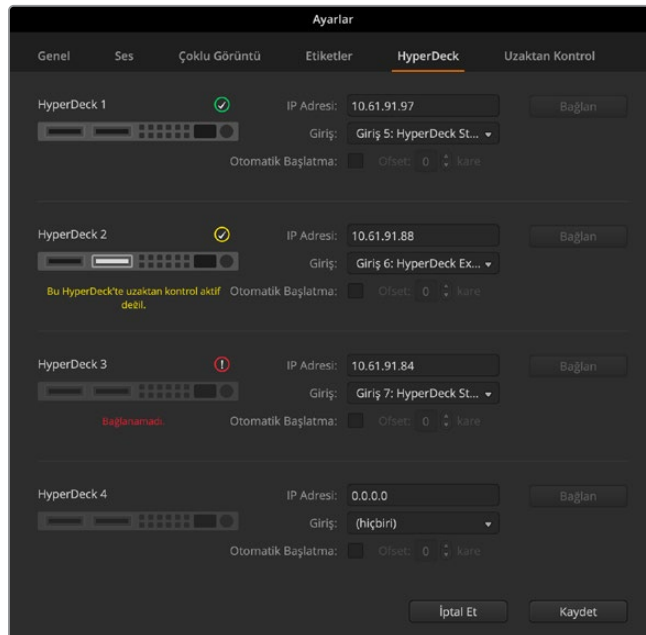 Ayarlar
Genel Ses Çoklu Görüntü Etiketler HyperDeck Uzaktan Kontrol
HyperDeck 1 IP Adresi: 10.61.91.97 Bağlan
Giriş: Giriş 5: HyperDeck St...
Otomatik Başlatma: Ofset: 0 kare
HyperDeck 2 IP Adresi: 10.61.91.88 Bağlan
Giriş: Giriş 6: HyperDeck Ex...
Bu HyperDeck'te uzaktan kontrol aktif Otomatik Başlatma: Ofset: 0 kare
değil.
HyperDeck 3 IP Adresi: 10.61.91.84 Bağlan
Giriş: Giriş 7: HyperDeck St...
Bağlanamadı. Otomatik Başlatma: Ofset: 0 kare
HyperDeck 4 IP Adresi: 0.0.0.0 Bağlan
Giriş: (hiçbiri)
Otomatik Başlatma: Ofset: 0 kare
İptal Et Kaydet